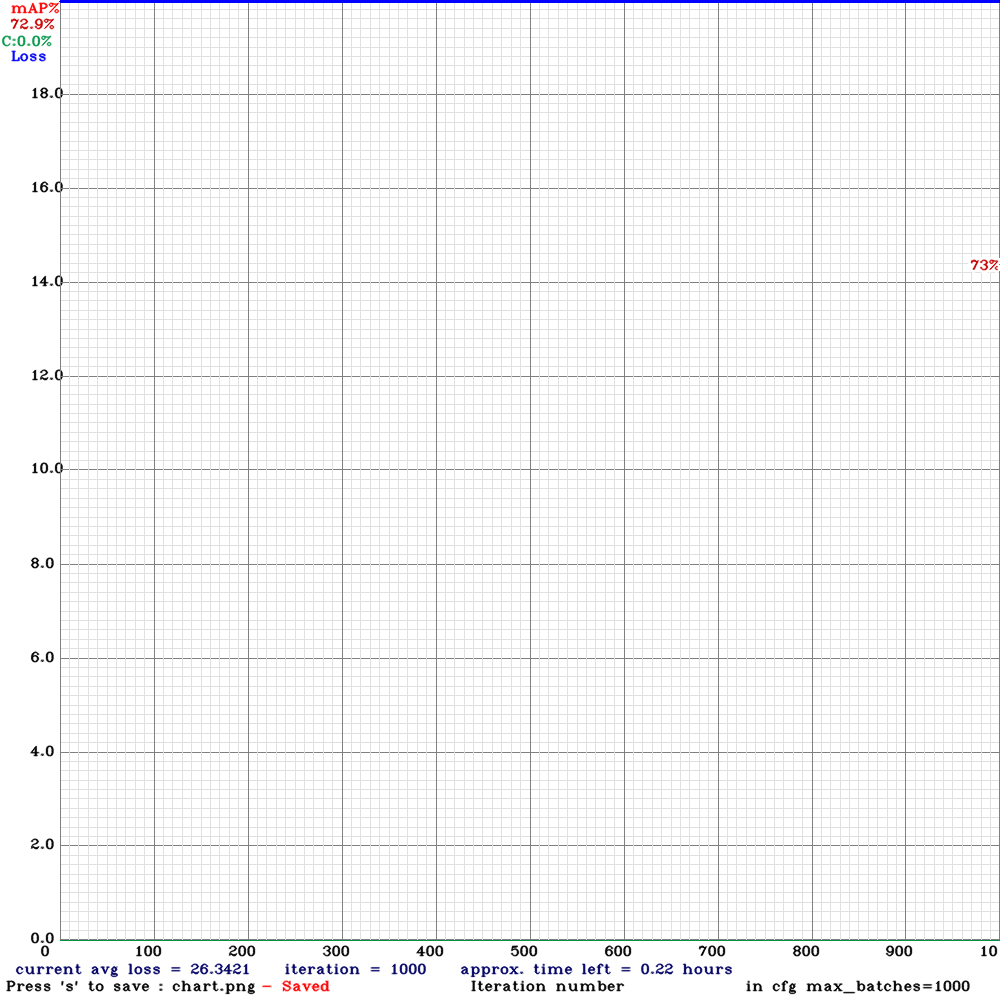 mAP%
72.9%
C:0.0%
Loss
18.0
16.0
73%
14.0
12.0
10.0
8.0
6.0
4.0
2.0
0.0
0 100 200 300 400 500 600 700 800 900 10
current avg loss = 26.3421 iteration = 1000 approx. time left = 0.22 hours
Press 's' to save : chart.png - Saved Iteration number in cfg max_batches=1000